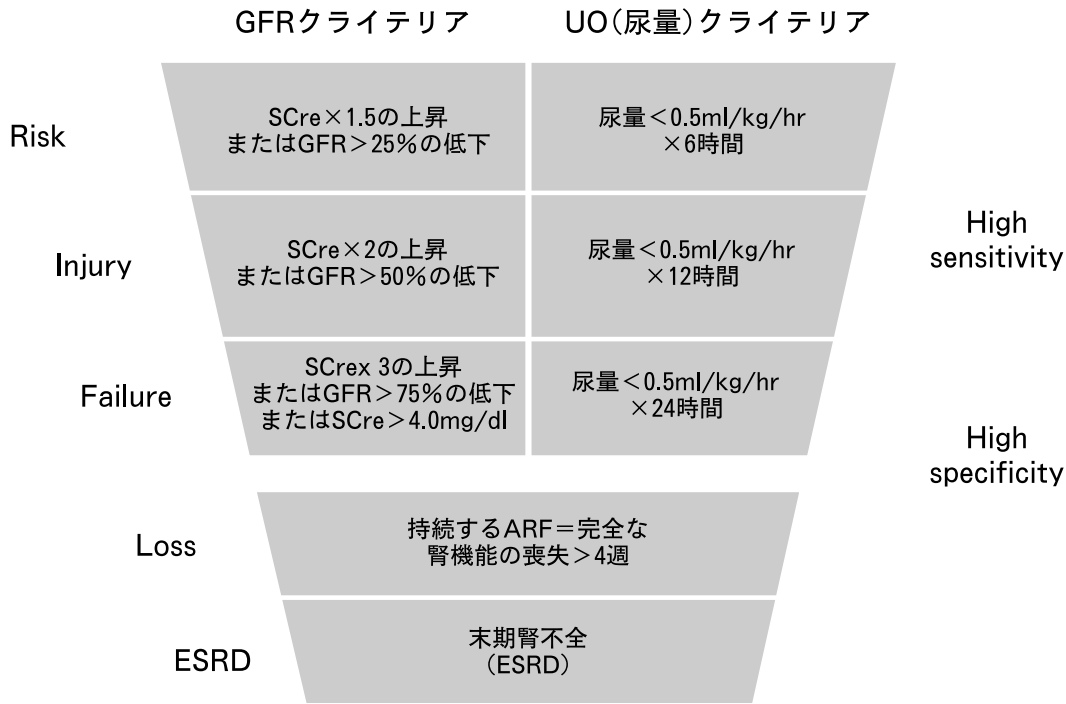 GFRクライテリア
UO(尿量)クライテリア
Risk
SCre×1.5の上昇
またはGFR>25%の低下
尿量<0.5ml/kg/hr
×6時間
Injury
SCre×2の上昇
またはGFR>50%の低下
尿量<0.5ml/kg/hr
×12時間
High
sensitivity
Failure
SCrex 3の上昇
またはGFR>75%の低下
またはSCre>4.0mg/dl
尿量<0.5ml/kg/hr
×24時間
High
specificity
Loss
持続するARF=完全な
腎機能の喪失>4週
ESRD
末期腎不全
(ESRD)